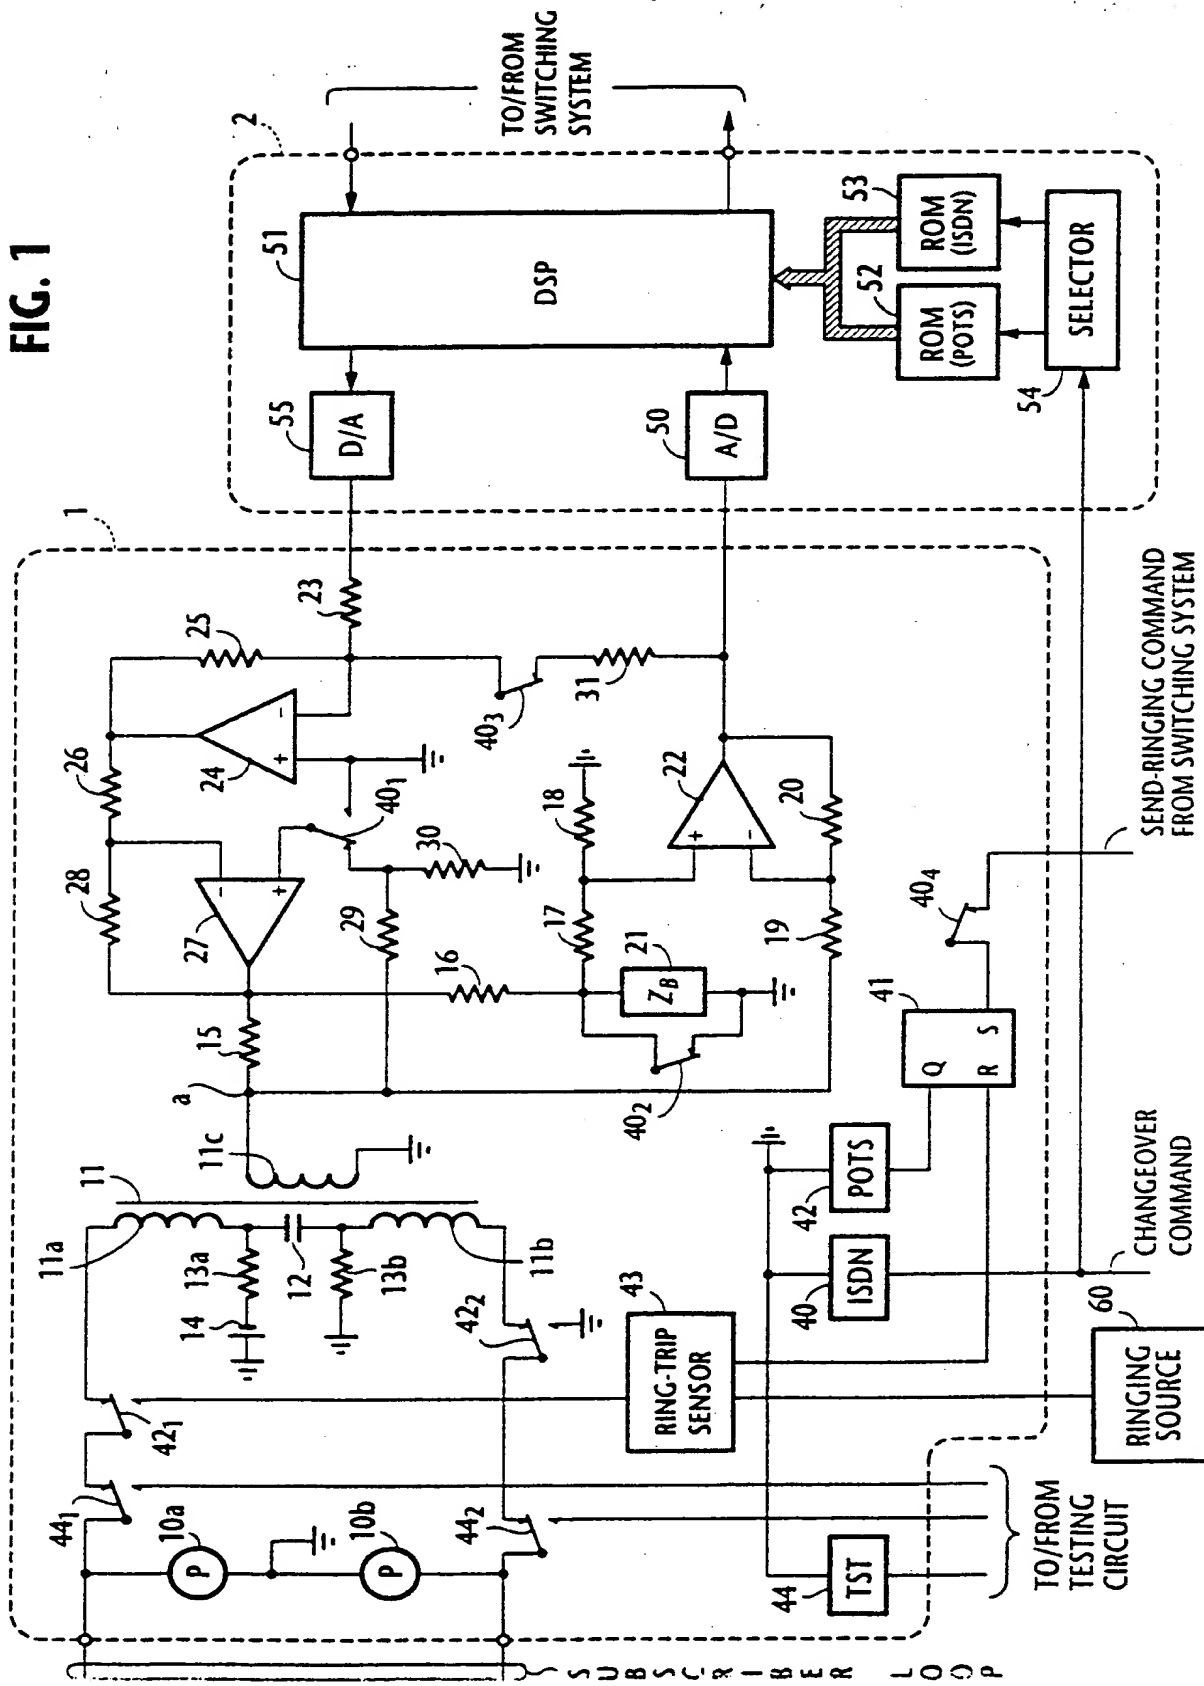 FIG. 1
1
2
11a
11
11b
11c
13a
12
13b
14
42₁
42₂
44₁
44₂
10a
P
10b
P
a
15
16
28
26
25
27
-
+
24
+
-
23
40₁
29
30
40₃
31
17
18
19
20
21
Z_B
22
+
-
40₂
40₄
41
Q
R
S
42
POTS
40
ISDN
43
RING-TRIP
SENSOR
44
TST
60
RINGING
SOURCE
55
D/A
50
A/D
51
DSP
52
ROM
(POTS)
53
ROM
(ISDN)
54
SELECTOR
TO/FROM
SWITCHING
SYSTEM
SEND-RINGING COMMAND
FROM SWITCHING SYSTEM
CHANGEOVER
COMMAND
TO/FROM
TESTING
CIRCUIT
SUBSCRIBER LOOP